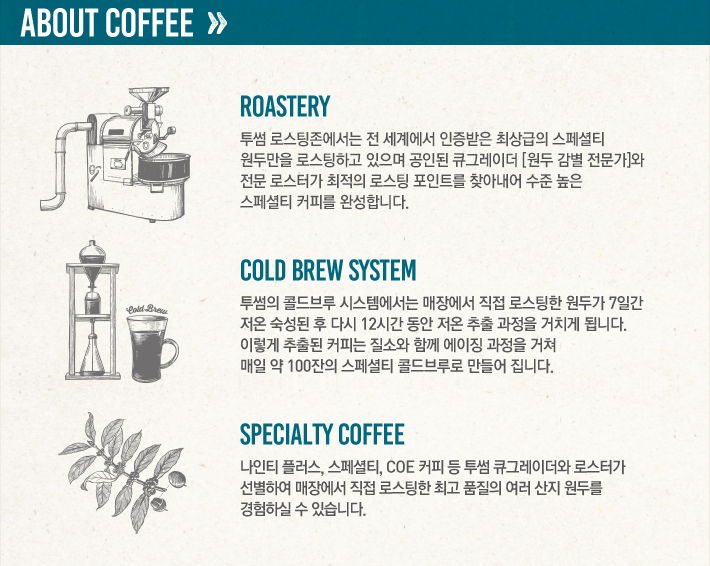 ABOUT COFFEE »
ROASTERY
투썸 로스팅존에서는 전 세계에서 인증받은 최상급의 스페셜티
원두만을 로스팅하고 있으며 공인된 큐그레이더 [원두 감별 전문가]와
전문 로스터가 최적의 로스팅 포인트를 찾아내어 수준 높은
스페셜티 커피를 완성합니다.
Cold Brew
COLD BREW SYSTEM
투썸의 콜드브루 시스템에서는 매장에서 직접 로스팅한 원두가 7일간
저온 숙성된 후 다시 12시간 동안 저온 추출 과정을 거치게 됩니다.
이렇게 추출된 커피는 질소와 함께 에이징 과정을 거쳐
매일 약 100잔의 스페셜티 콜드브루로 만들어 집니다.
SPECIALTY COFFEE
나인티 플러스, 스페셜티, COE 커피 등 투썸 큐그레이더와 로스터가
선별하여 매장에서 직접 로스팅한 최고 품질의 여러 산지 원두를
경험하실 수 있습니다.